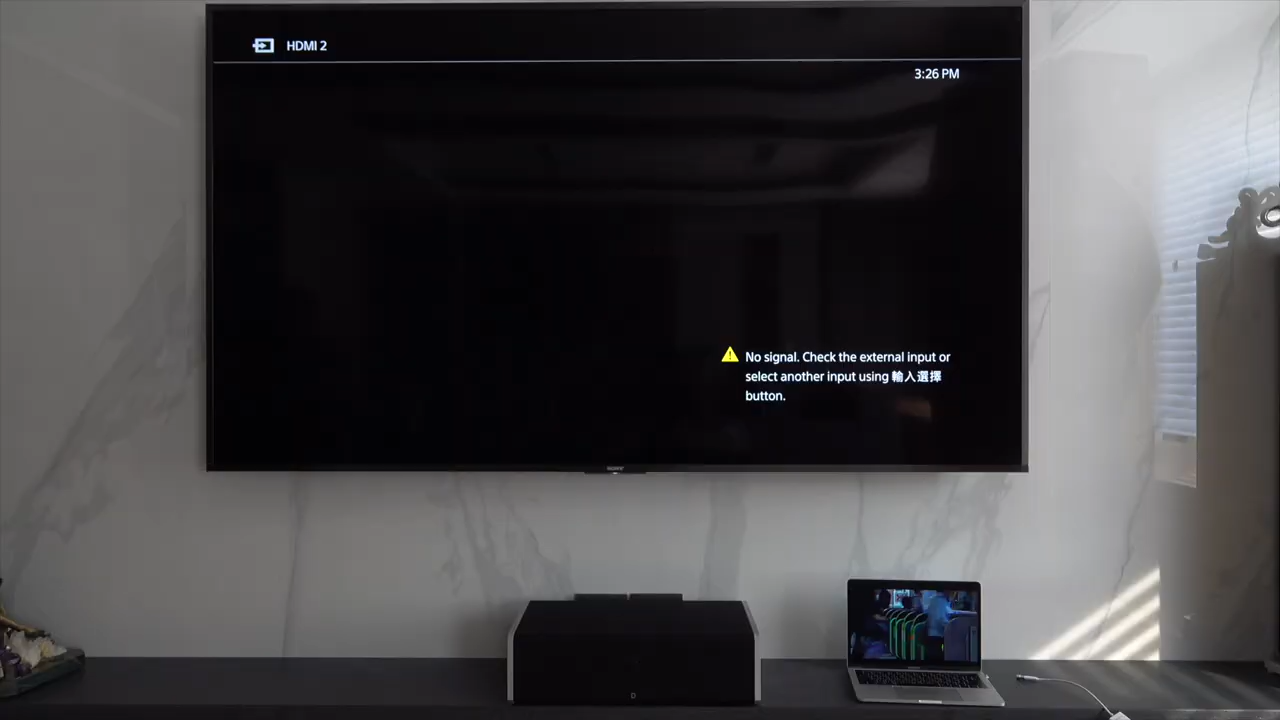 HDMI 2
3:26 PM
No signal. Check the external input or
select another input using 輸入選擇
button.
SONY
D